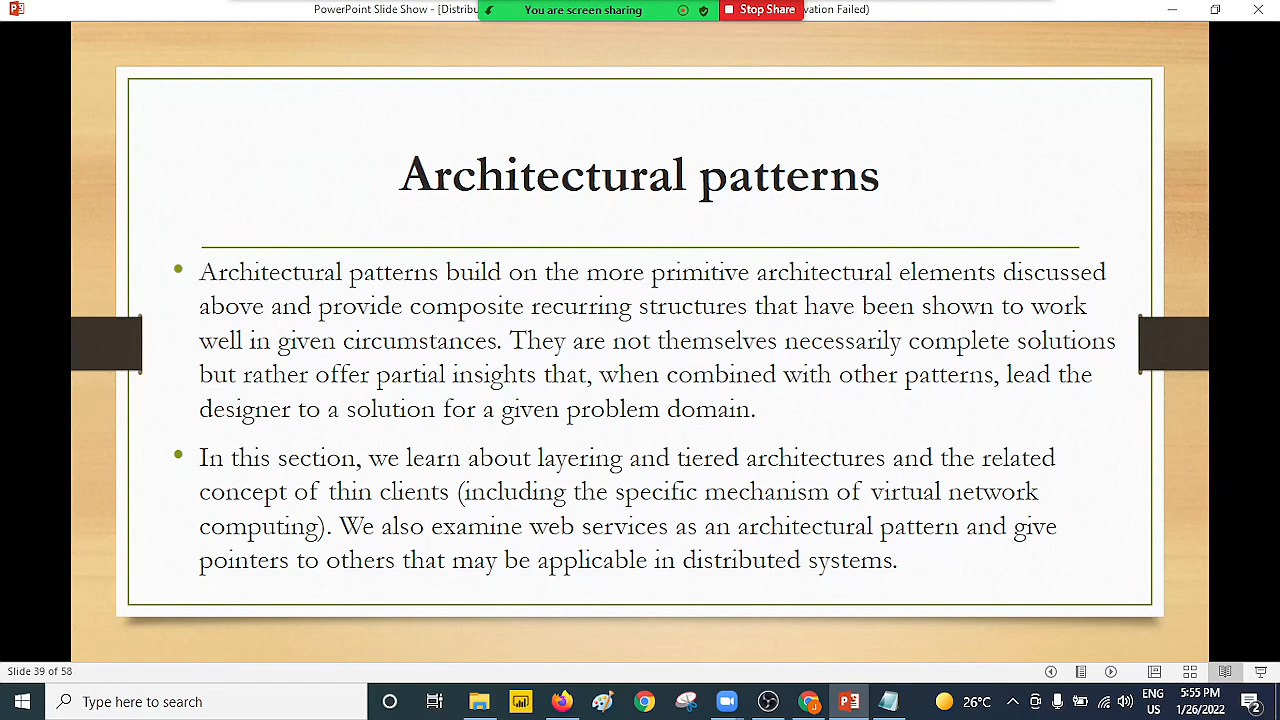 PowerPoint Slide Show - [Distribu
You are screen sharing
Stop Share
vation Failed)
Architectural patterns
Architectural patterns build on the more primitive architectural elements discussed
above and provide composite recurring structures that have been shown to work
well in given circumstances. They are not themselves necessarily complete solutions
but rather offer partial insights that, when combined with other patterns, lead the
designer to a solution for a given problem domain.
In this section, we learn about layering and tiered architectures and the related
concept of thin clients (including the specific mechanism of virtual network
computing). We also examine web services as an architectural pattern and give
pointers to others that may be applicable in distributed systems.
Slide 39 of 58
Type here to search
26°C
ENG
US
5:55 PM
1/26/2022
2